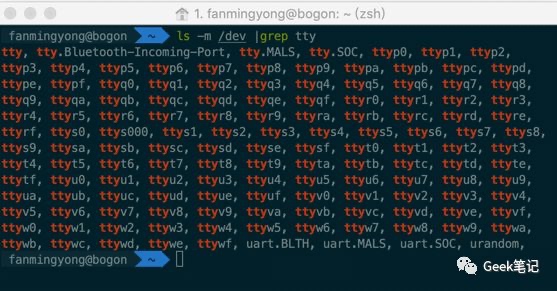 1. fanmingyong@bogon: ~ (zsh)
fanmingyong@bogon ~ ls -m /dev |grep tty
tty, tty.Bluetooth-Incoming-Port, tty.MALS, tty.SOC, ttyp0, ttyp1, ttyp2,
ttyp3, ttyp4, ttyp5, ttyp6, ttyp7, ttyp8, ttyp9, ttypa, ttypb, ttypc, ttypd,
ttype, ttypf, ttyq0, ttyq1, ttyq2, ttyq3, ttyq4, ttyq5, ttyq6, ttyq7, ttyq8,
ttyq9, ttyqa, ttyqb, ttyqc, ttyqd, ttyqe, ttyqf, ttyr0, ttyr1, ttyr2, ttyr3,
ttyr4, ttyr5, ttyr6, ttyr7, ttyr8, ttyr9, ttyra, ttyrb, ttyrc, ttyrd, ttyre,
ttyrf, ttys0, ttys000, ttys1, ttys2, ttys3, ttys4, ttys5, ttys6, ttys7, ttys8,
ttys9, ttysa, ttysb, ttysc, ttysd, ttyse, ttysf, ttyt0, ttyt1, ttyt2, ttyt3,
ttyt4, ttyt5, ttyt6, ttyt7, ttyt8, ttyt9, ttyta, ttytb, ttytc, ttytd, ttyte,
ttytf, ttyu0, ttyu1, ttyu2, ttyu3, ttyu4, ttyu5, ttyu6, ttyu7, ttyu8, ttyu9,
ttyua, ttyub, ttyuc, ttyud, ttyue, ttyuf, ttyv0, ttyv1, ttyv2, ttyv3, ttyv4,
ttyv5, ttyv6, ttyv7, ttyv8, ttyv9, ttyva, ttyvb, ttyvc, ttyvd, ttyve, ttyvf,
ttyw0, ttyw1, ttyw2, ttyw3, ttyw4, ttyw5, ttyw6, ttyw7, ttyw8, ttyw9, ttywa,
ttywb, ttywc, ttywd, ttywe, ttywf, uart.BLTH, uart.MALS, uart.SOC, urandom,
fanmingyong@bogon ~
Geek笔记